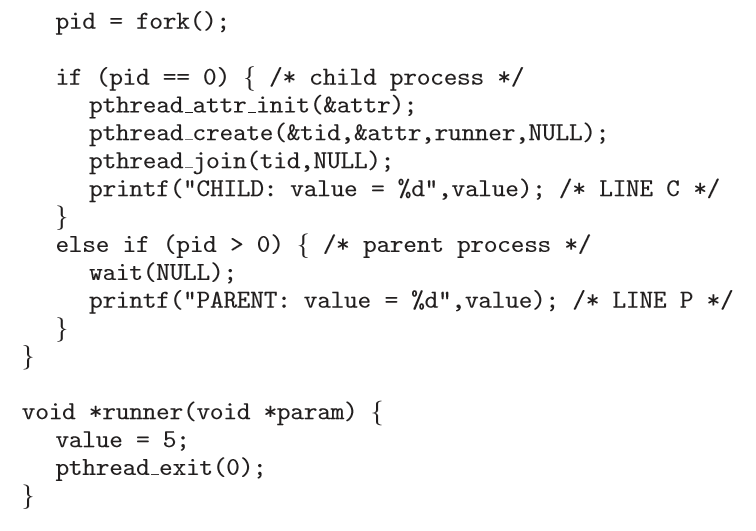 pid = fork();
if (pid == 0) { /* child process */
pthread_attr_init(&attr);
pthread_create(&tid,&attr,runner,NULL);
pthread_join(tid,NULL);
printf("CHILD: value = %d",value); /* LINE C */
}
else if (pid > 0) { /* parent process */
wait(NULL);
printf("PARENT: value = %d",value); /* LINE P */
}
}
void *runner(void *param) {
value = 5;
pthread_exit(0);
}